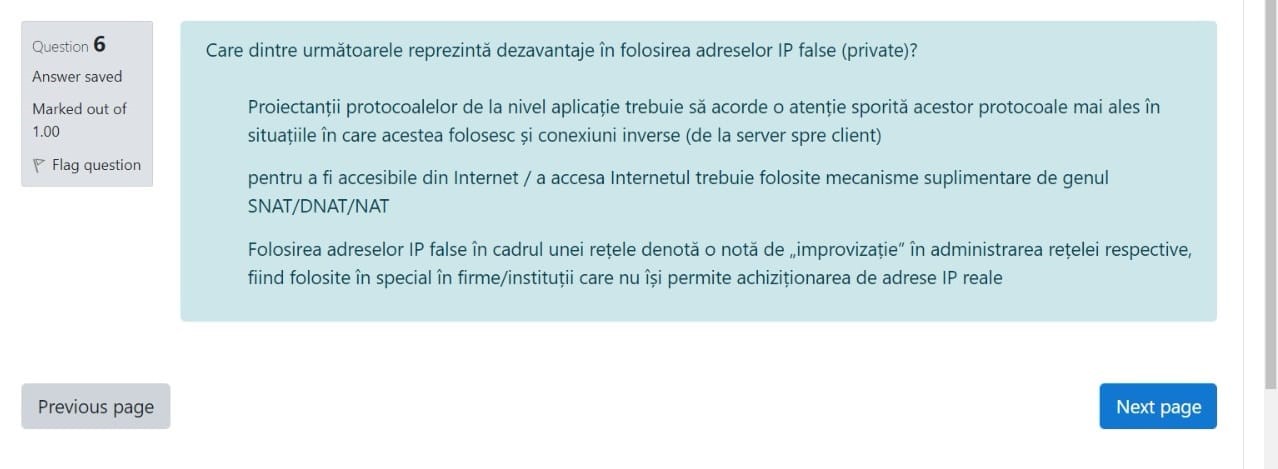 Question 6
Answer saved
Marked out of
1.00
Flag question
Care dintre următoarele reprezintă dezavantaje în folosirea adreselor IP false (private)?
Proiectanții protocoalelor de la nivel aplicație trebuie să acorde o atenție sporită acestor protocoale mai ales în
situațiile în care acestea folosesc și conexiuni inverse (de la server spre client)
pentru a fi accesibile din Internet / a accesa Internetul trebuie folosite mecanisme suplimentare de genul
SNAT/DNAT/NAT
Folosirea adreselor IP false în cadrul unei rețele denotă o notă de „improvizație” în administrarea rețelei respective,
fiind folosite în special în firme/instituții care nu își permite achiziționarea de adrese IP reale
Previous page
Next page